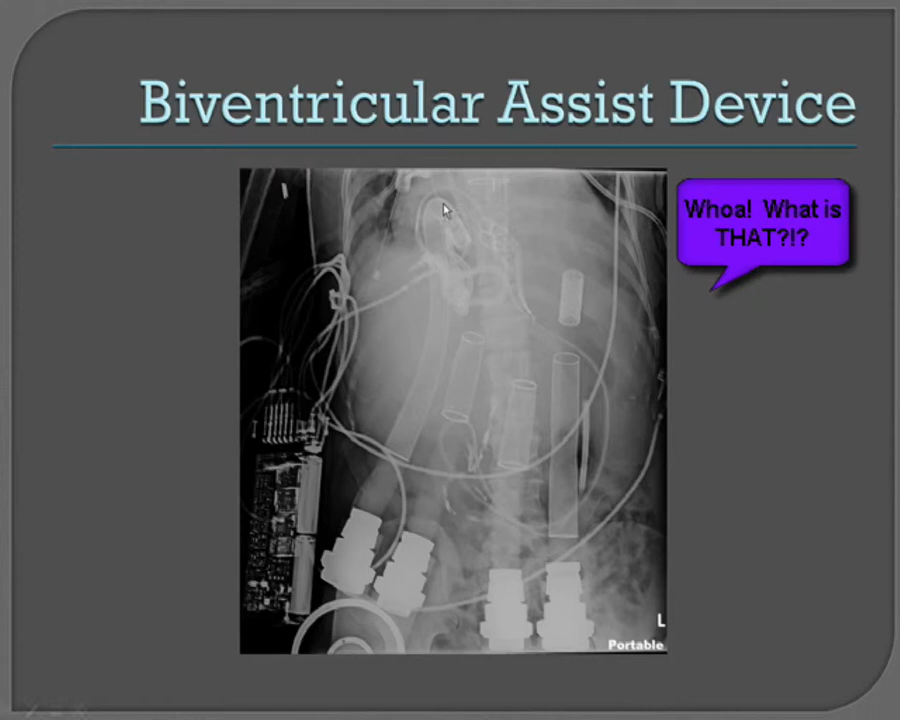 Biventricular Assist Device
Whoa! What is
THAT?!?
L
Portable